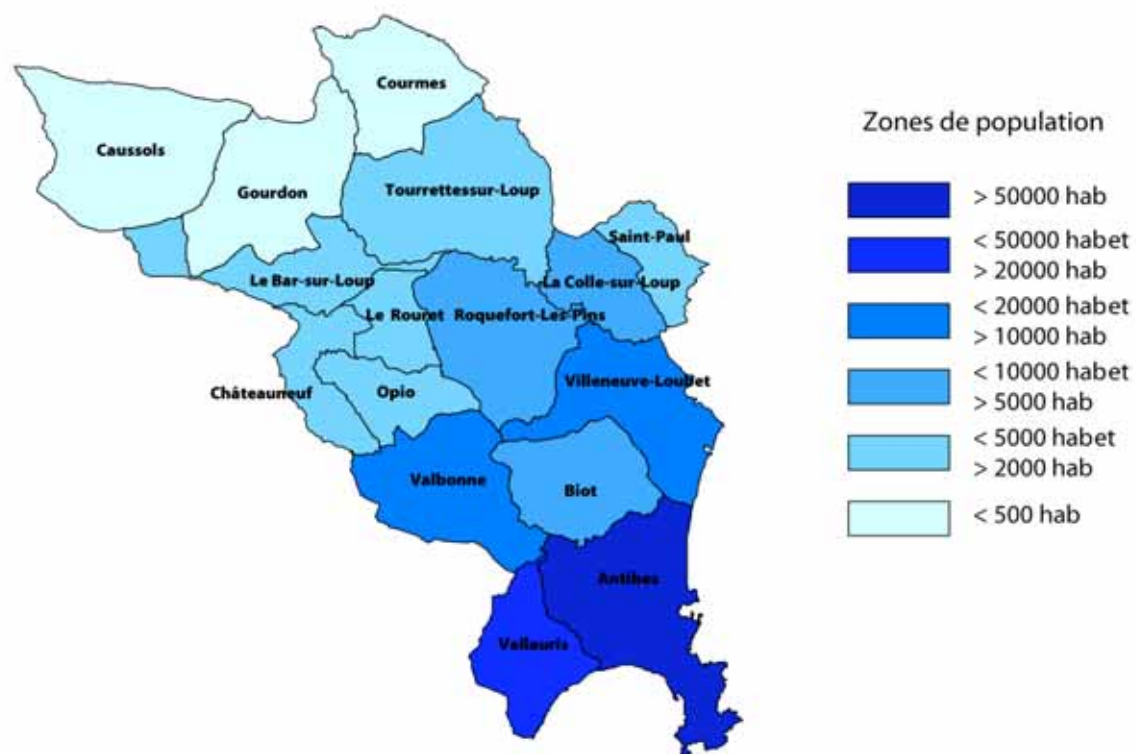 Courmes
Zones de population
Caussols
Gourdon
Tourrettessur-Loup
> 50000 hab
Saint-Paul
< 50000 habet
> 20000 hab
Le Bar-sur-Loup
La Colle-sur-Loup
Le Rouret
Roquefort-Les-Pins
< 20000 habet
> 10000 hab
Châteauneuf
Opio
Villeneuve-Loubet
< 10000 habet
> 5000 hab
Valbonne
Biot
< 5000 habet
> 2000 hab
< 500 hab
Antibes
Vallauris